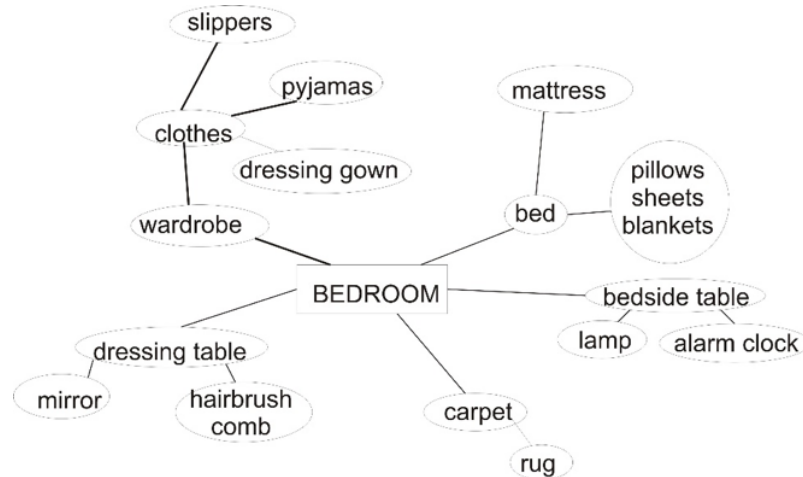 slippers
pyjamas
clothes
dressing gown
wardrobe
mattress
pillows
sheets
blankets
bed
BEDROOM
bedside table
lamp
alarm clock
dressing table
mirror
hairbrush
comb
carpet
rug